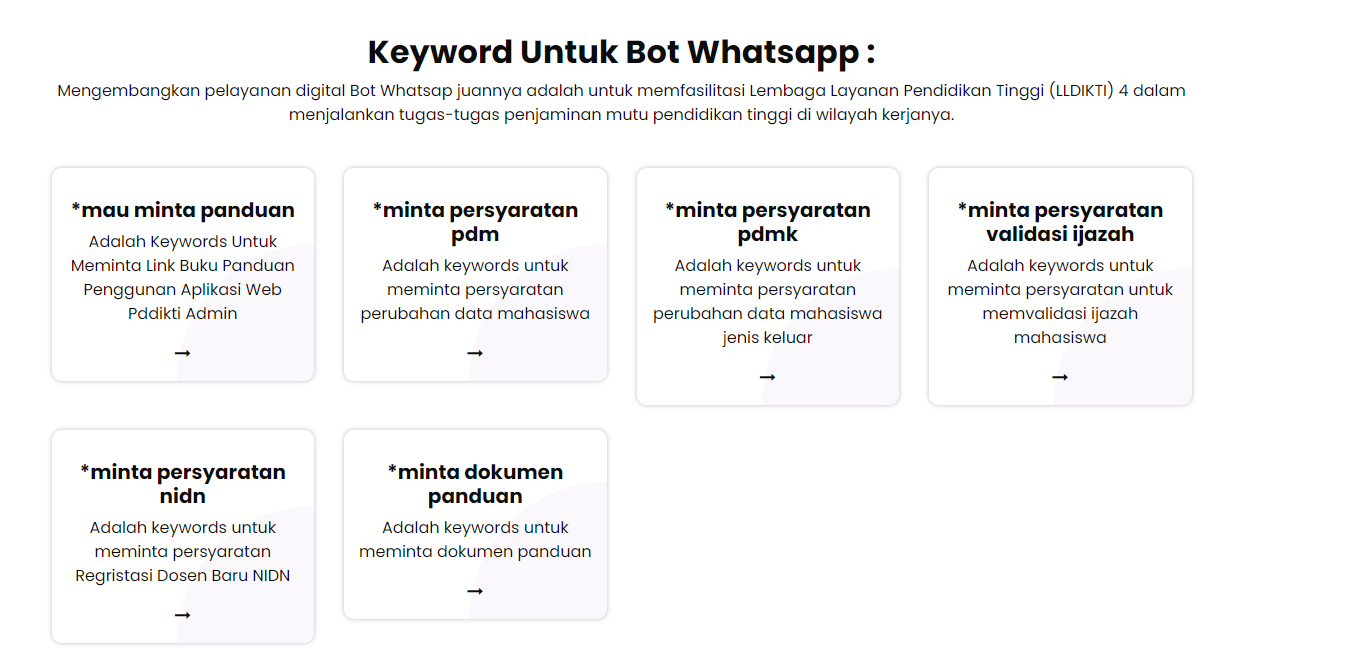 Keyword Untuk Bot Whatsapp :
Mengembangkan pelayanan digital Bot Whatsap juannya adalah untuk memfasilitasi Lembaga Layanan Pendidikan Tinggi (LLDIKTI) 4 dalam
menjalankan tugas-tugas penjaminan mutu pendidikan tinggi di wilayah kerjanya.
*mau minta panduan
Adalah Keywords Untuk
Meminta Link Buku Panduan
Penggunan Aplikasi Web
Pddikti Admin
→
*minta persyaratan
pdm
Adalah keywords untuk
meminta persyaratan
perubahan data mahasiswa
→
*minta persyaratan
pdmk
Adalah keywords untuk
meminta persyaratan
perubahan data mahasiswa
jenis keluar
→
*minta persyaratan
validasi ijazah
Adalah keywords untuk
meminta persyaratan untuk
memvalidasi ijazah
mahasiswa
→
*minta persyaratan
nidn
Adalah keywords untuk
meminta persyaratan
Regristasi Dosen Baru NIDN
→
*minta dokumen
panduan
Adalah keywords untuk
meminta dokumen panduan
→